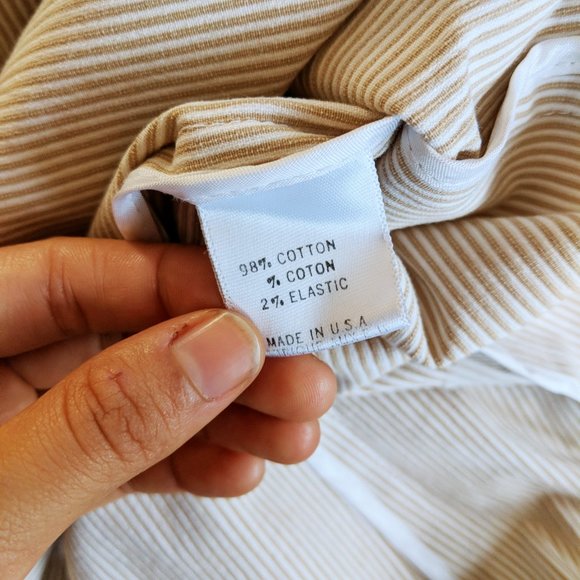 98% COTTON
% COTON
2% ELASTIC
MADE IN U.S.A